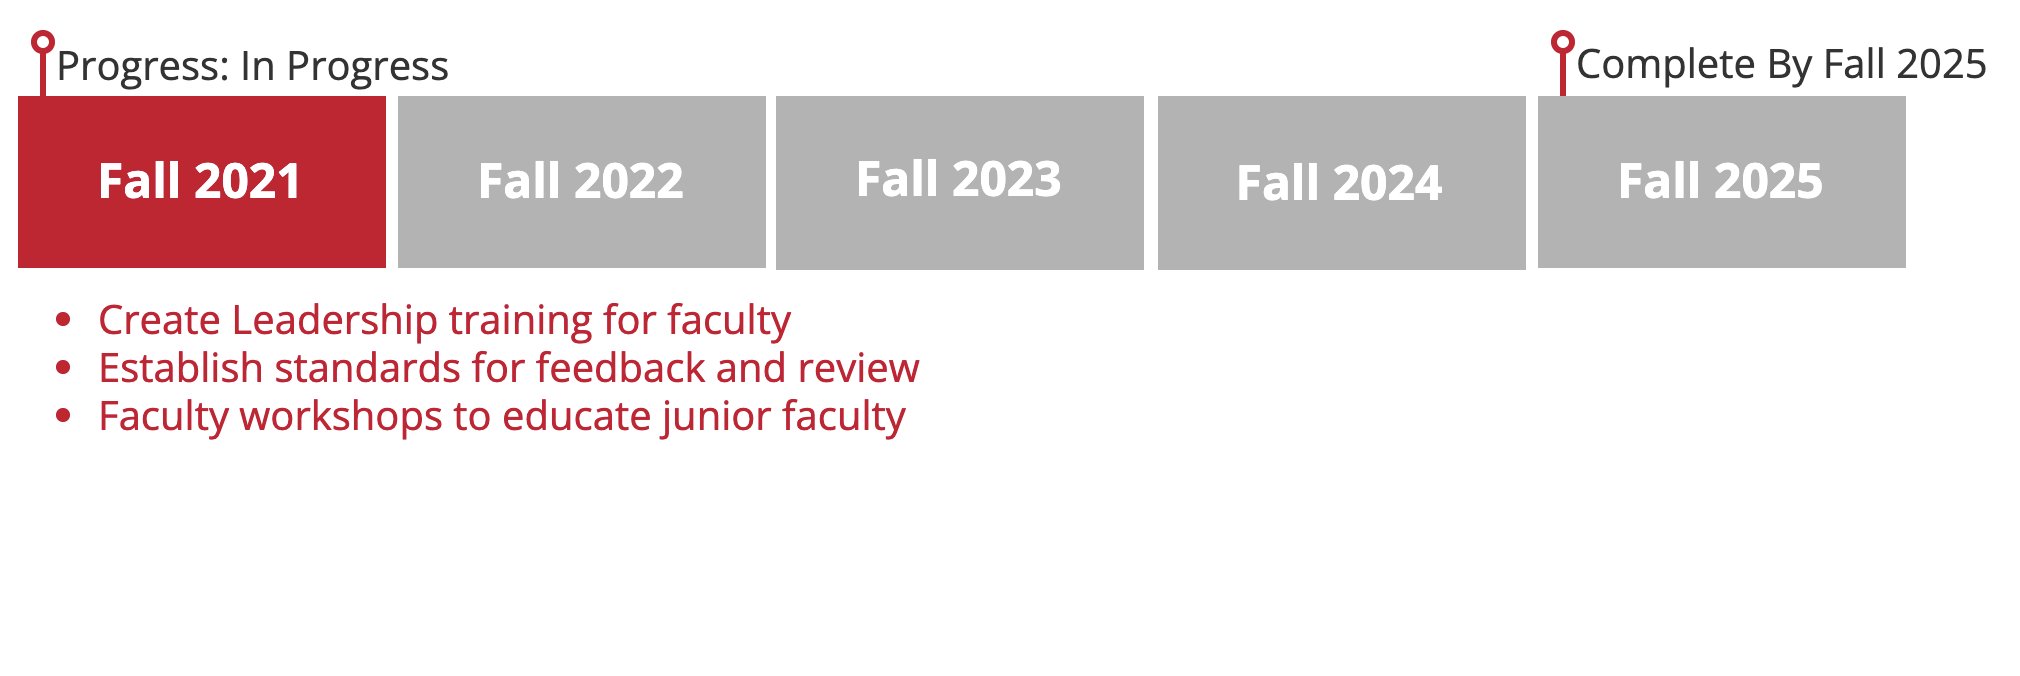 Progress: In Progress
Complete By Fall 2025
Fall 2021
Fall 2022
Fall 2023
Fall 2024
Fall 2025
• Create Leadership training for faculty
• Establish standards for feedback and review
• Faculty workshops to educate junior faculty